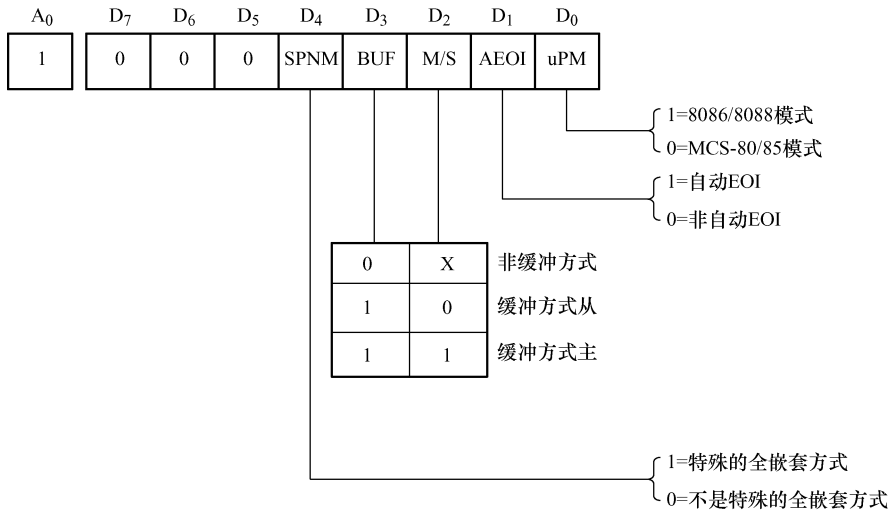 A0 D7 D6 D5 D4 D3 D2 D1 D0
1 0 0 0 SPNM BUF M/S AEOI uPM
1=8086/8088模式
0=MCS-80/85模式
1=自动EOI
0=非自动EOI
0 X 非缓冲方式
1 0 缓冲方式从
1 1 缓冲方式主
1=特殊的全嵌套方式
0=不是特殊的全嵌套方式